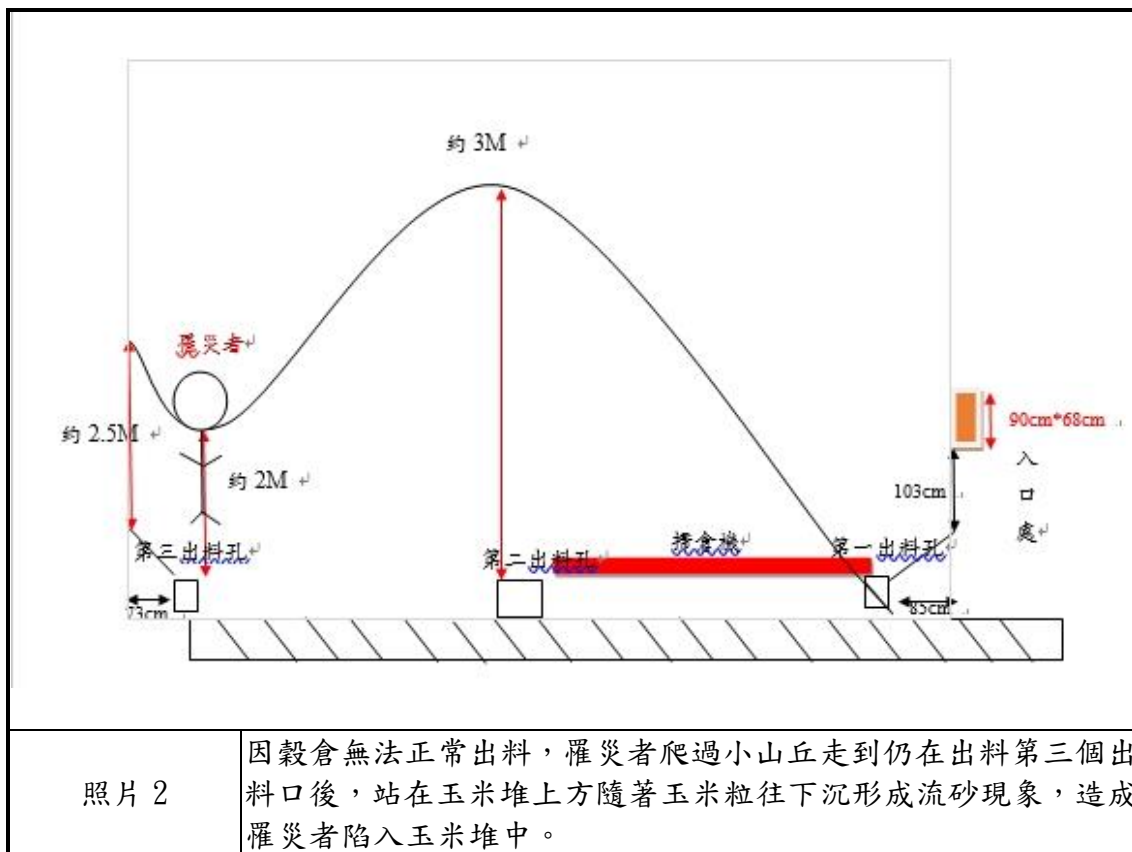 約 3M
罹災者
約 2.5M
約 2M
90cm*68cm
入
口
處
103cm
第三出料孔
第二出料孔
攪食機
第一出料孔
73cm
85cm
照片 2
因穀倉無法正常出料，罹災者爬過小山丘走到仍在出料第三個出
料口後，站在玉米堆上方隨著玉米粒往下沉形成流砂現象，造成
罹災者陷入玉米堆中。